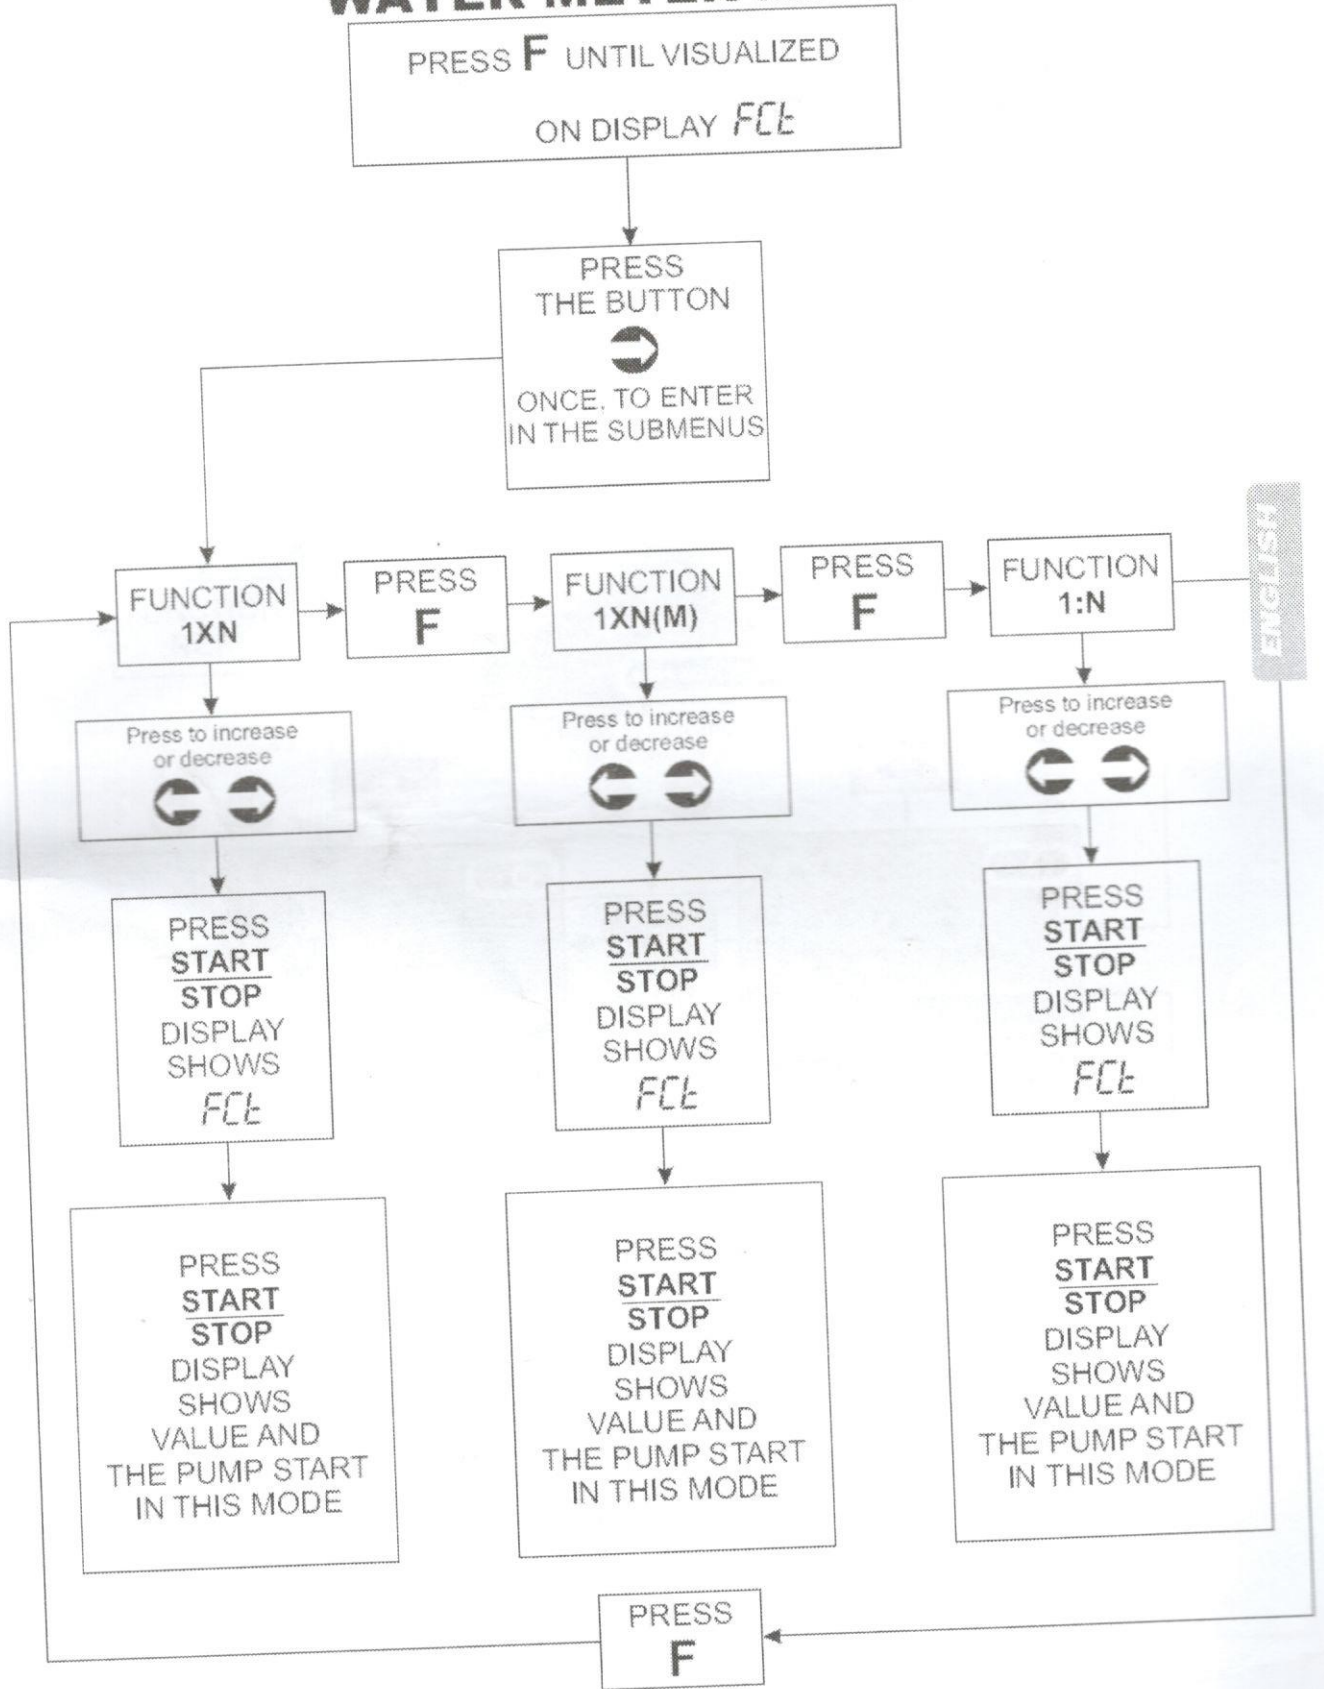 WATER METER
PRESS F UNTIL VISUALIZED
ON DISPLAY FCt
PRESS
THE BUTTON
ONCE, TO ENTER
IN THE SUBMENUS
ENGLISH
FUNCTION
1XN
PRESS
F
FUNCTION
1XN(M)
PRESS
F
FUNCTION
1:N
Press to increase
or decrease
Press to increase
or decrease
Press to increase
or decrease
PRESS
START
STOP
DISPLAY
SHOWS
FCt
PRESS
START
STOP
DISPLAY
SHOWS
FCt
PRESS
START
STOP
DISPLAY
SHOWS
FCt
PRESS
START
STOP
DISPLAY
SHOWS
VALUE AND
THE PUMP START
IN THIS MODE
PRESS
START
STOP
DISPLAY
SHOWS
VALUE AND
THE PUMP START
IN THIS MODE
PRESS
START
STOP
DISPLAY
SHOWS
VALUE AND
THE PUMP START
IN THIS MODE
PRESS
F